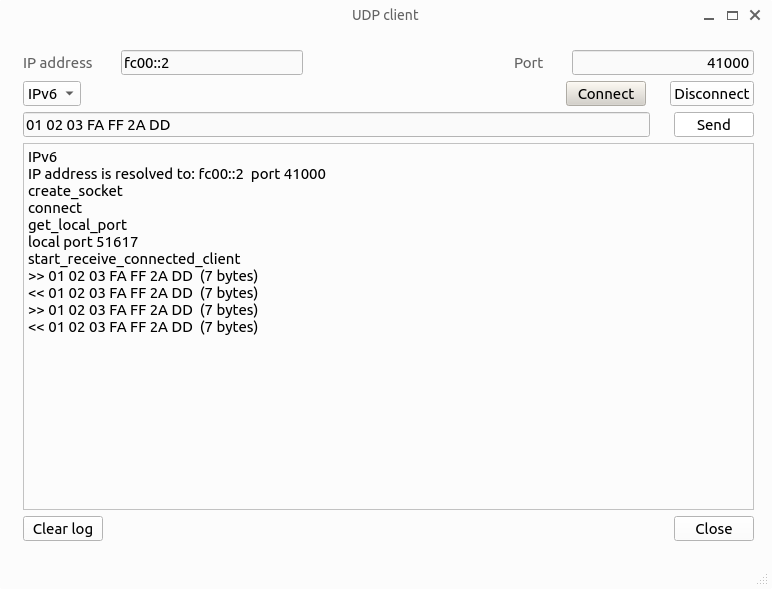 UDP client
IP address fc00::2 Port 41000
IPv6 Connect Disconnect
01 02 03 FA FF 2A DD Send
IPv6
IP address is resolved to: fc00::2  port 41000
create_socket
connect
get_local_port
local port 51617
start_receive_connected_client
>> 01 02 03 FA FF 2A DD  (7 bytes)
<< 01 02 03 FA FF 2A DD  (7 bytes)
>> 01 02 03 FA FF 2A DD  (7 bytes)
<< 01 02 03 FA FF 2A DD  (7 bytes)
Clear log Close